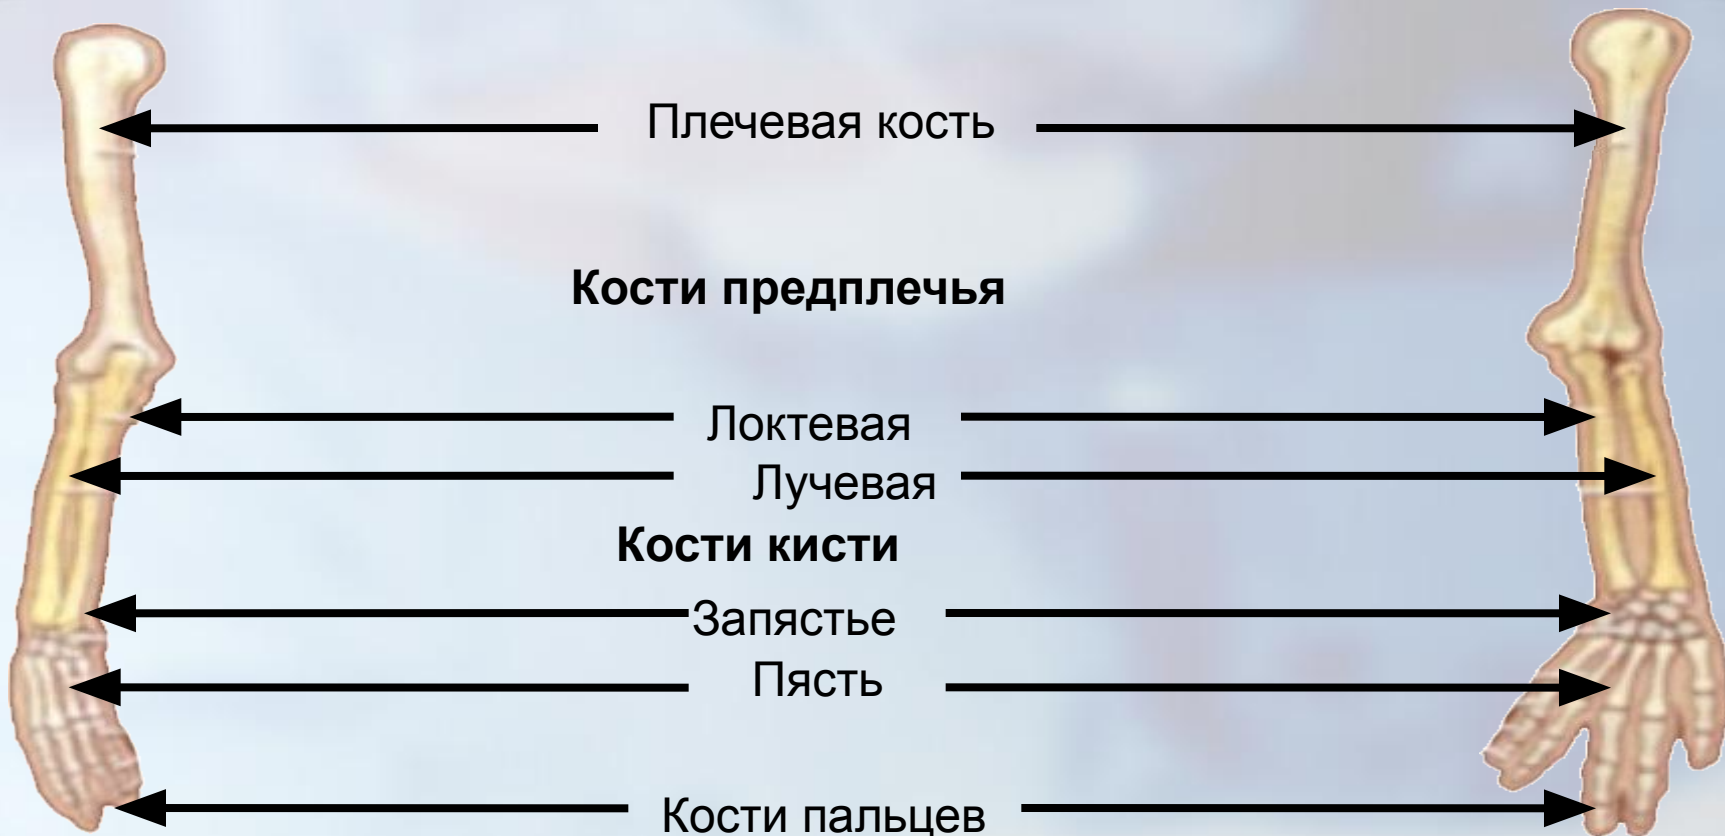 Плечевая кость
Кости предплечья
Локтевая
Лучевая
Кости кисти
Запястье
Пясть
Кости пальцев